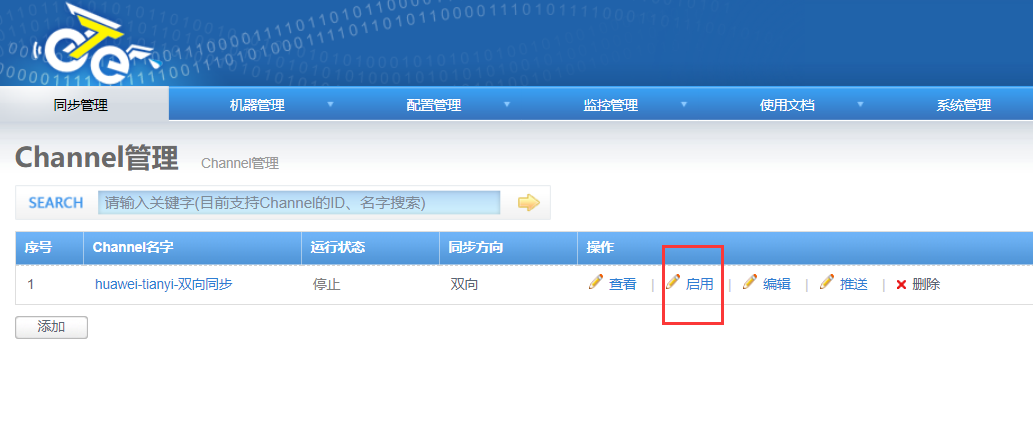 eTe
同步管理 机器管理 配置管理 监控管理 使用文档 系统管理
Channel管理 Channel管理
SEARCH 请输入关键字(目前支持Channel的ID、名字搜索)
序号 Channel名字 运行状态 同步方向 操作
1 huawei-tianyi-双向同步 停止 双向 查看 | 启用 | 编辑 | 推送 | 删除
添加